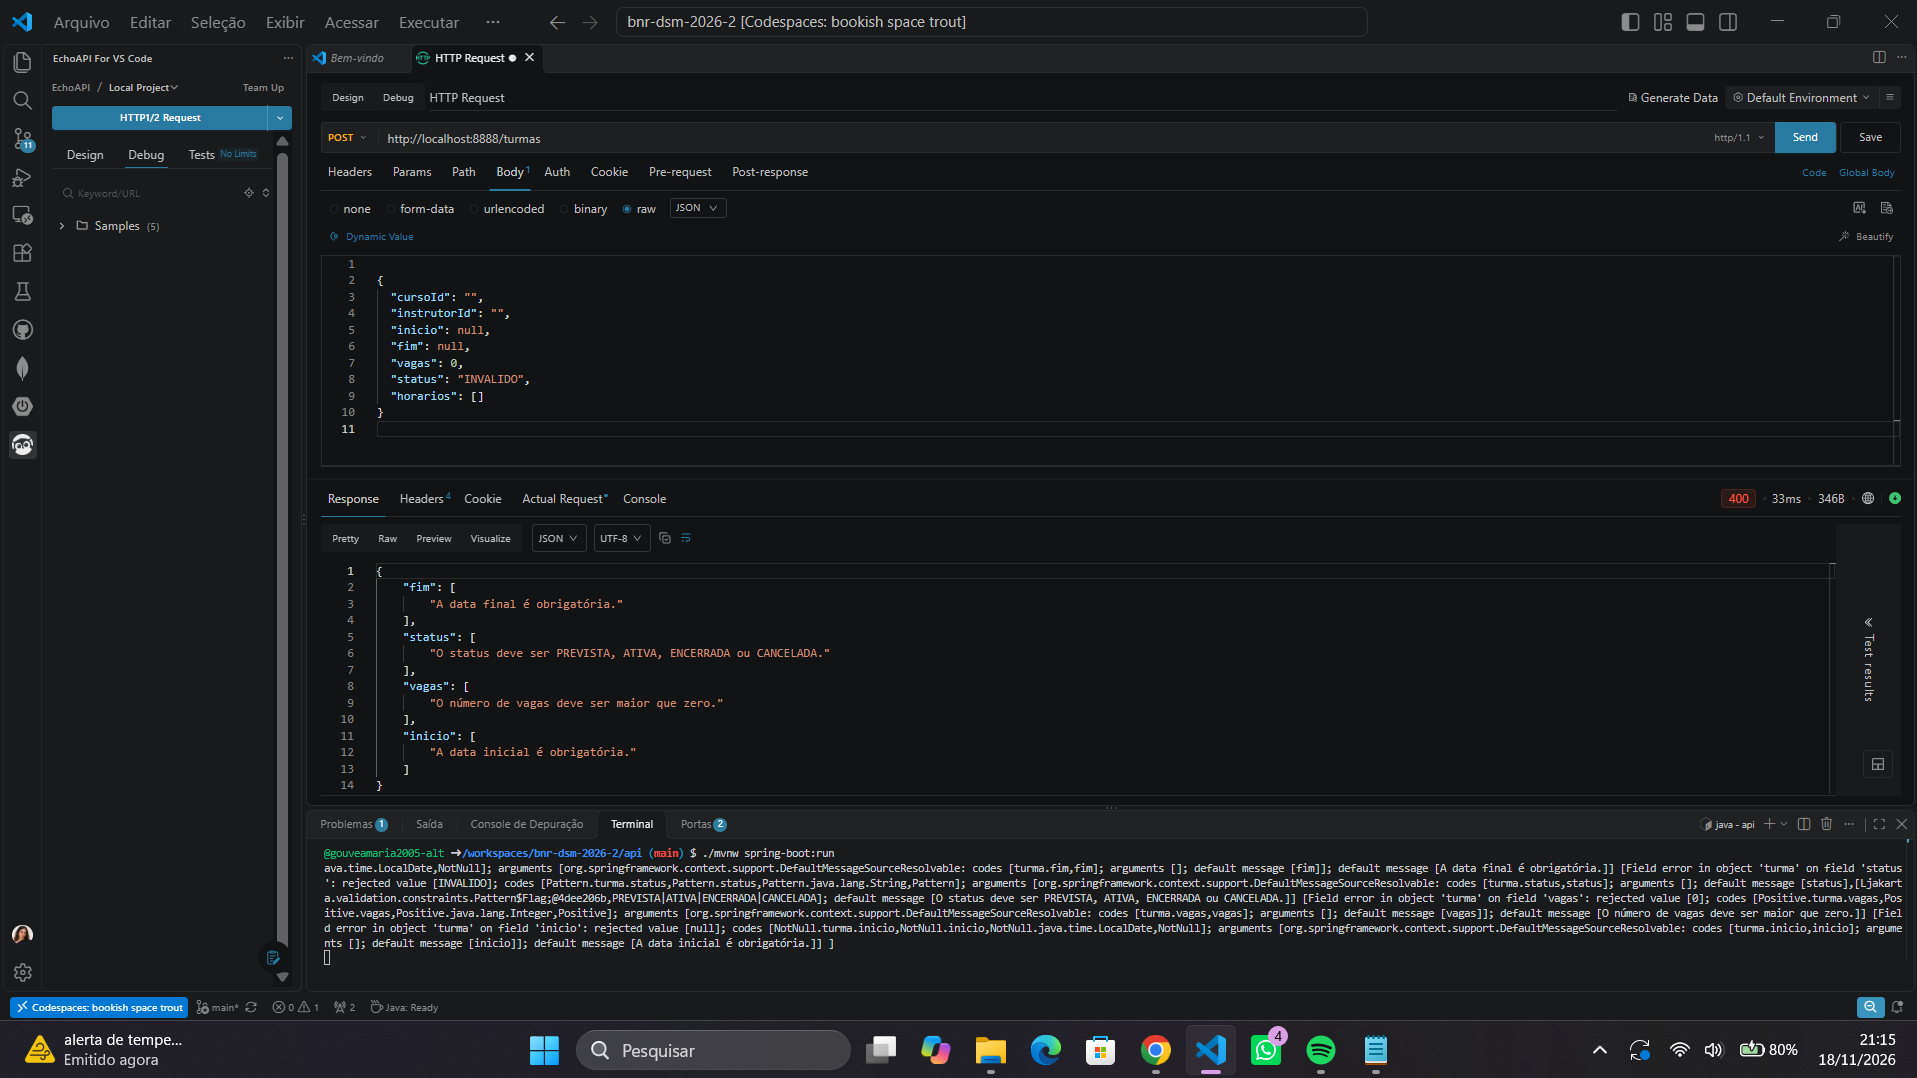 Arquivo Editar Seleção Exibir Acessar Executar ··· bnr-dsm-2026-2 [Codespaces: bookish space trout]
EchoAPI For VS Code ···
Bem-vindo HTTP Request
EchoAPI / Local Project Team Up
Design Debug HTTP Request Generate Data Default Environment
HTTP1/2 Request
POST http://localhost:8888/turmas http/1.1 Send Save
Design Debug Tests No Limits
Headers Params Path Body 1 Auth Cookie Pre-request Post-response Code Global Body
Keyword/URL
none form-data urlencoded binary raw JSON
Samples (5)
Dynamic Value Beautify
1
2 {
3 "cursoId": "",
4 "instrutorId": "",
5 "inicio": null,
6 "fim": null,
7 "vagas": 0,
8 "status": "INVALIDO",
9 "horarios": []
10 }
11
Response Headers 4 Cookie Actual Request Console 400 33ms 346B
Pretty Raw Preview Visualize JSON UTF-8
1 {
2 "fim": [
3 "A data final é obrigatória."
4 ],
5 "status": [
6 "O status deve ser PREVISTA, ATIVA, ENCERRADA ou CANCELADA."
7 ],
8 "vagas": [
9 "O número de vagas deve ser maior que zero."
10 ],
11 "inicio": [
12 "A data inicial é obrigatória."
13 ]
14 }
Test results
Problemas 1 Saída Console de Depuração Terminal Portas 2 java - api
@gouveamaria2005-alt ➜/workspaces/bnr-dsm-2026-2/api (main) $ ./mvnw spring-boot:run
ava.time.LocalDate,NotNull]; arguments [org.springframework.context.support.DefaultMessageSourceResolvable: codes [turma.fim,fim]; arguments []; default message [fim]]; default message [A data final é obrigatória.]] [Field error in object 'turma' on field 'status
': rejected value [INVALIDO]; codes [Pattern.turma.status,Pattern.status,Pattern.java.lang.String,Pattern]; arguments [org.springframework.context.support.DefaultMessageSourceResolvable: codes [turma.status,status]; arguments []; default message [status],[Ljakart
a.validation.constraints.Pattern$Flag;@4dee206b,PREVISTA|ATIVA|ENCERRADA|CANCELADA]; default message [O status deve ser PREVISTA, ATIVA, ENCERRADA ou CANCELADA.]] [Field error in object 'turma' on field 'vagas': rejected value [0]; codes [Positive.turma.vagas,Pos
itive.vagas,Positive.java.lang.Integer,Positive]; arguments [org.springframework.context.support.DefaultMessageSourceResolvable: codes [turma.vagas,vagas]; arguments []; default message [vagas]]; default message [O número de vagas deve ser maior que zero.]] [Fiel
d error in object 'turma' on field 'inicio': rejected value [null]; codes [NotNull.turma.inicio,NotNull.inicio,NotNull.java.time.LocalDate,NotNull]; arguments [org.springframework.context.support.DefaultMessageSourceResolvable: codes [turma.inicio,inicio]; argume
nts []; default message [inicio]]; default message [A data inicial é obrigatória.]] ]
Codespaces: bookish space trout main* 0 1 2 Java: Ready
11
alerta de tempe...
Emitido agora
Pesquisar
4
80%
21:15
18/11/2026